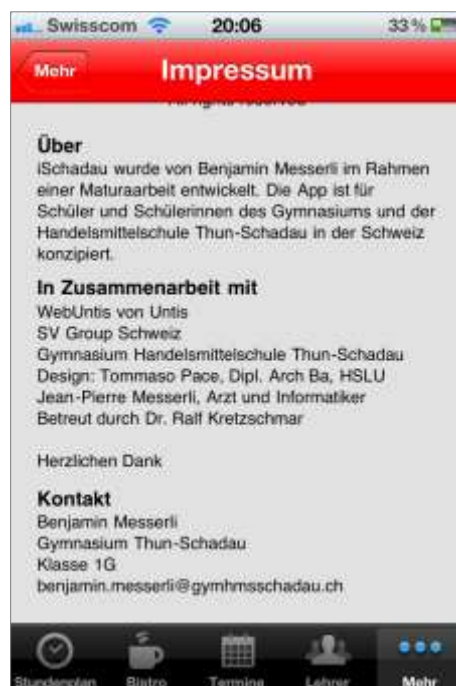 Swisscom 20:06 33 %
Mehr Impressum
All rights reserved
Über
iSchadau wurde von Benjamin Messerli im Rahmen
einer Maturaarbeit entwickelt. Die App ist für
Schüler und Schülerinnen des Gymnasiums und der
Handelsmittelschule Thun-Schadau in der Schweiz
konzipiert.
In Zusammenarbeit mit
WebUntis von Untis
SV Group Schweiz
Gymnasium Handelsmittelschule Thun-Schadau
Design: Tommaso Pace, Dipl. Arch Ba, HSLU
Jean-Pierre Messerli, Arzt und Informatiker
Betreut durch Dr. Ralf Kretzschmar
Herzlichen Dank
Kontakt
Benjamin Messerli
Gymnasium Thun-Schadau
Klasse 1G
benjamin.messerli@gymhmsschadau.ch
Stundenplan Bistro Termine Lehrer Mehr